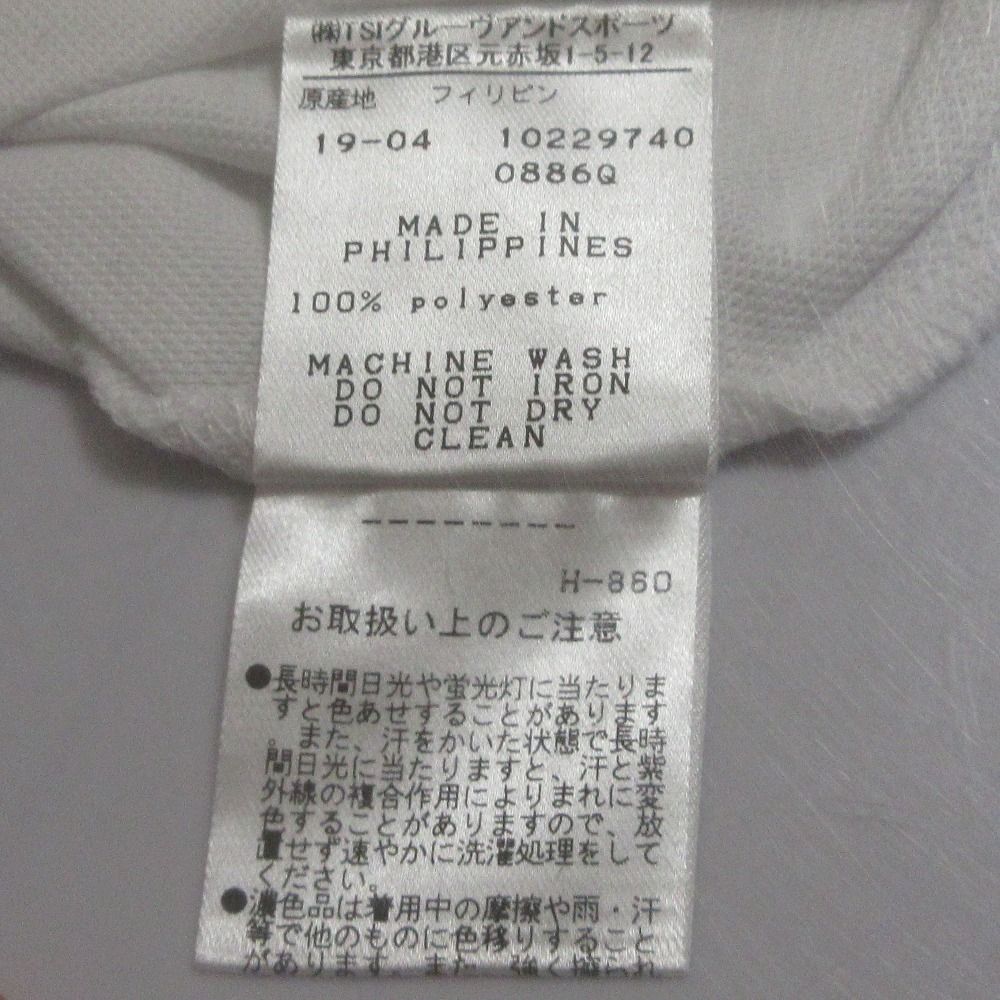 (株)TSIグルーヴアンドスポーツ
東京都港区元赤坂1-5-12
原産地 フィリピン
19-04 10229740
0886Q
MADE IN
PHILIPPINES
100% polyester
MACHINE WASH
DO NOT IRON
DO NOT DRY
CLEAN
---------
H-860
お取扱い上のご注意
●長時間日光や蛍光灯に当たりま
すと色あせすることがあります
。また、汗をかいた状態で長時
間日光に当たりますと、汗と紫
外線の複合作用によりまれに変
色することがありますので、放
置せず速やかに洗濯処理をして
ください。
●濃色品は着用中の摩擦や雨・汗
等で他のものに色移りすること
があります。また、強く擦られ